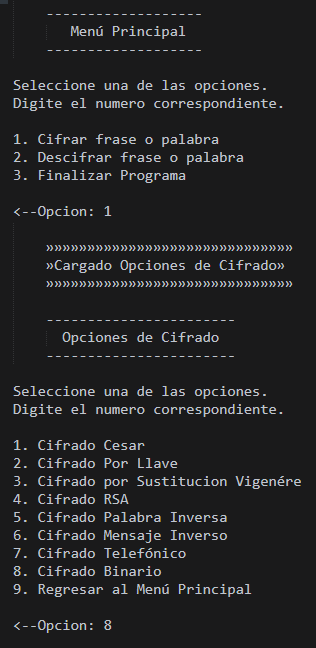 -------------------
Menú Principal
-------------------
Seleccione una de las opciones.
Digite el numero correspondiente.
1. Cifrar frase o palabra
2. Descifrar frase o palabra
3. Finalizar Programa
<--Opcion: 1
»»»»»»»»»»»»»»»»»»»»»»»»»»»»»»
»Cargado Opciones de Cifrado»
»»»»»»»»»»»»»»»»»»»»»»»»»»»»»»
-----------------------
Opciones de Cifrado
-----------------------
Seleccione una de las opciones.
Digite el numero correspondiente.
1. Cifrado Cesar
2. Cifrado Por Llave
3. Cifrado por Sustitucion Vigenére
4. Cifrado RSA
5. Cifrado Palabra Inversa
6. Cifrado Mensaje Inverso
7. Cifrado Telefónico
8. Cifrado Binario
9. Regresar al Menú Principal
<--Opcion: 8